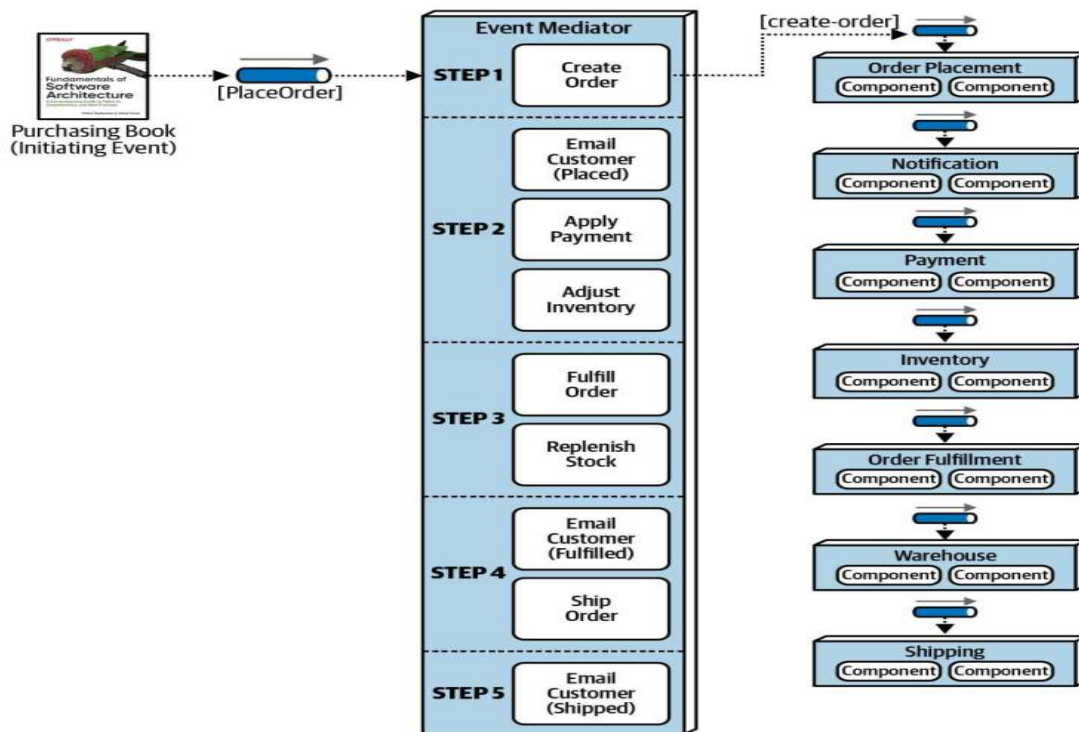 O'REILLY
Fundamentals of
Software
Architecture
Purchasing Book
(Initiating Event)
[PlaceOrder]
Event Mediator
STEP 1
Create
Order
STEP 2
Email
Customer
(Placed)
Apply
Payment
Adjust
Inventory
STEP 3
Fulfill
Order
Replenish
Stock
STEP 4
Email
Customer
(Fulfilled)
Ship
Order
STEP 5
Email
Customer
(Shipped)
[create-order]
Order Placement
Component Component
Notification
Component Component
Payment
Component Component
Inventory
Component Component
Order Fulfillment
Component Component
Warehouse
Component Component
Shipping
Component Component